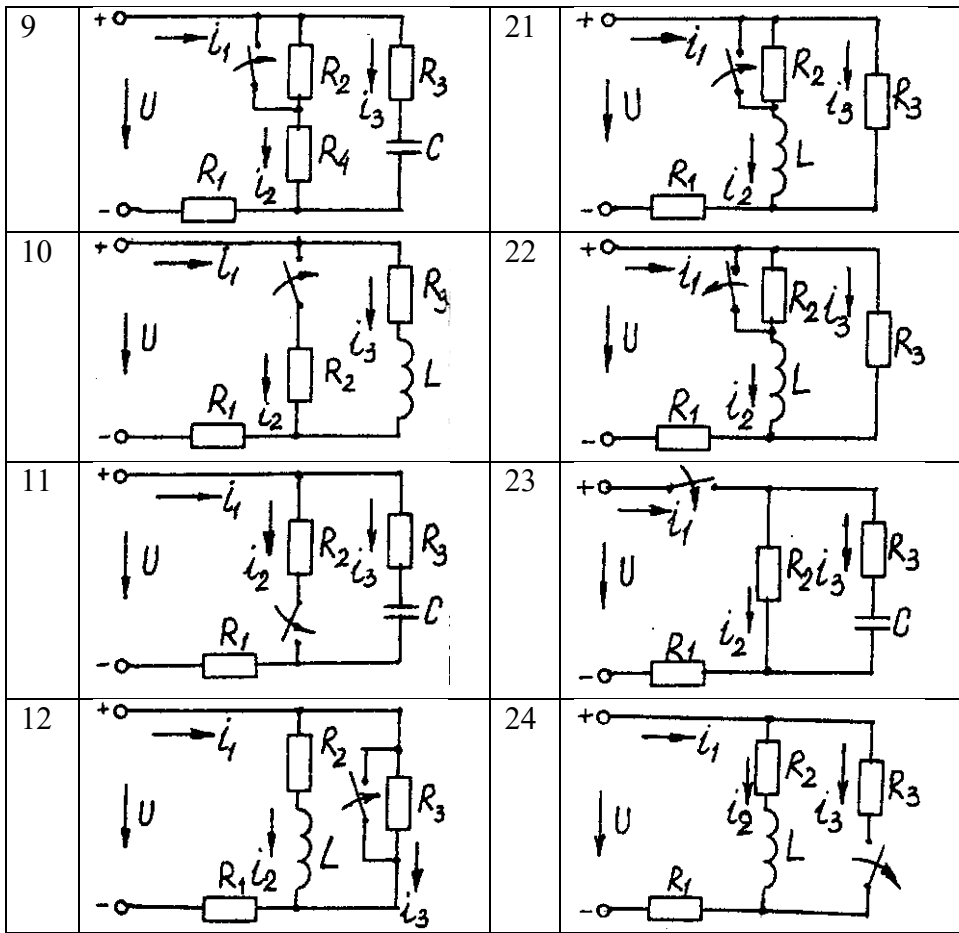 9
+ i₁ R₂ i₃ R₃
U i₂ R₄ C
- R₁
21
+ i₁ R₂ i₃ R₃
U i₂ L
- R₁
10
+ i₁ R₃
U i₂ R₂ i₃ L
- R₁
22
+ i₁ R₂ i₃ R₃
U i₂ L
- R₁
11
+ i₁
U i₂ R₂ i₃ R₃
C
- R₁
23
+ i₁
U R₂ i₃ R₃
i₂ C
- R₁
12
+ i₁ R₂
U R₃
i₂ L
- R₁ i₃
24
+ i₁
R₂ R₃
U i₂ i₃
L
- R₁